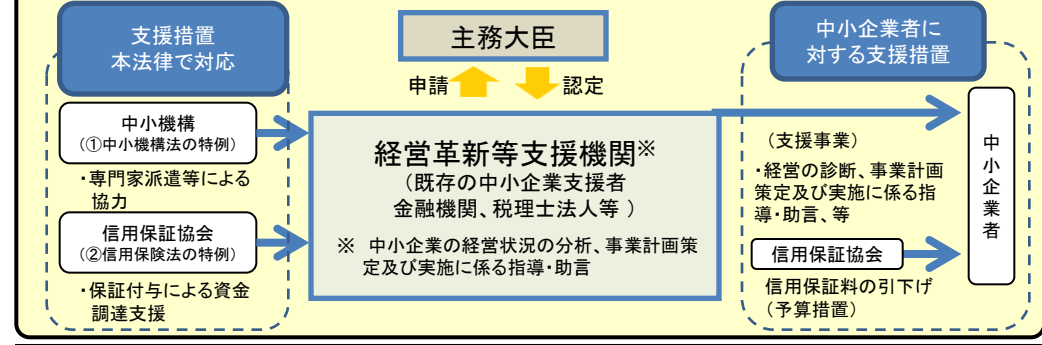 支援措置
本法律で対応
中小機構
(①中小機構法の特例)
・専門家派遣等による
協力
信用保証協会
(②信用保険法の特例)
・保証付与による資金
調達支援
主務大臣
申請
認定
経営革新等支援機関※
(既存の中小企業支援者
金融機関、税理士法人等 )
※ 中小企業の経営状況の分析、事業計画策
定及び実施に係る指導・助言
中小企業者に
対する支援措置
(支援事業)
・経営の診断、事業計画
策定及び実施に係る指
導・助言、等
信用保証協会
信用保証料の引下げ
(予算措置)
中小企業者